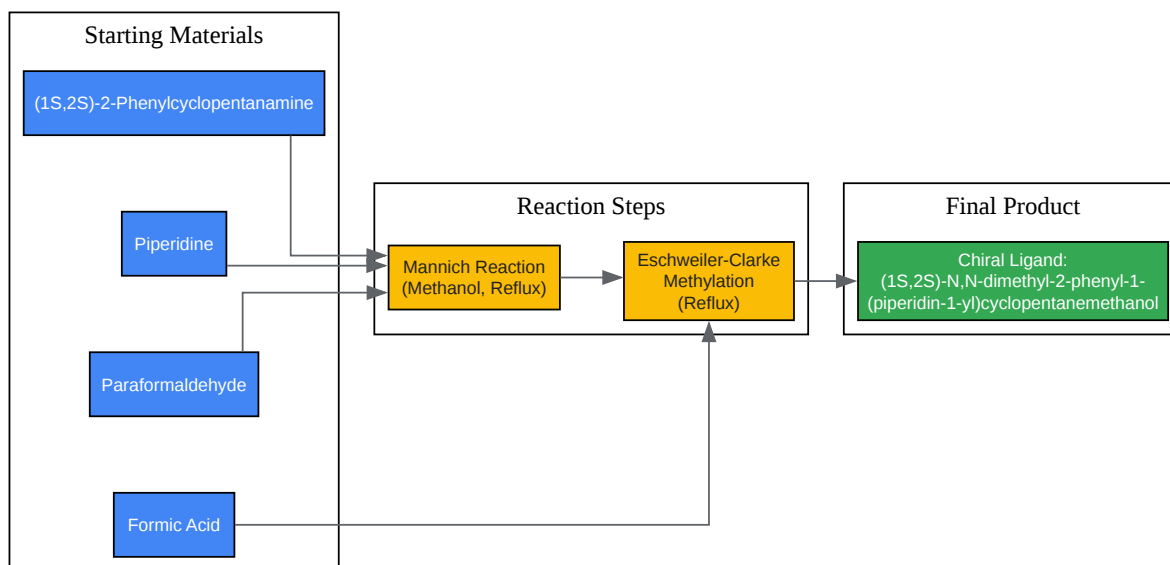 Starting Materials
(1S,2S)-2-Phenylcyclopentanamine
Piperidine
Paraformaldehyde
Formic Acid
Reaction Steps
Mannich Reaction
(Methanol, Reflux)
Eschweiler-Clarke
Methylation
(Reflux)
Final Product
Chiral Ligand:
(1S,2S)-N,N-dimethyl-2-phenyl-1-
(piperidin-1-yl)cyclopentanemethanol